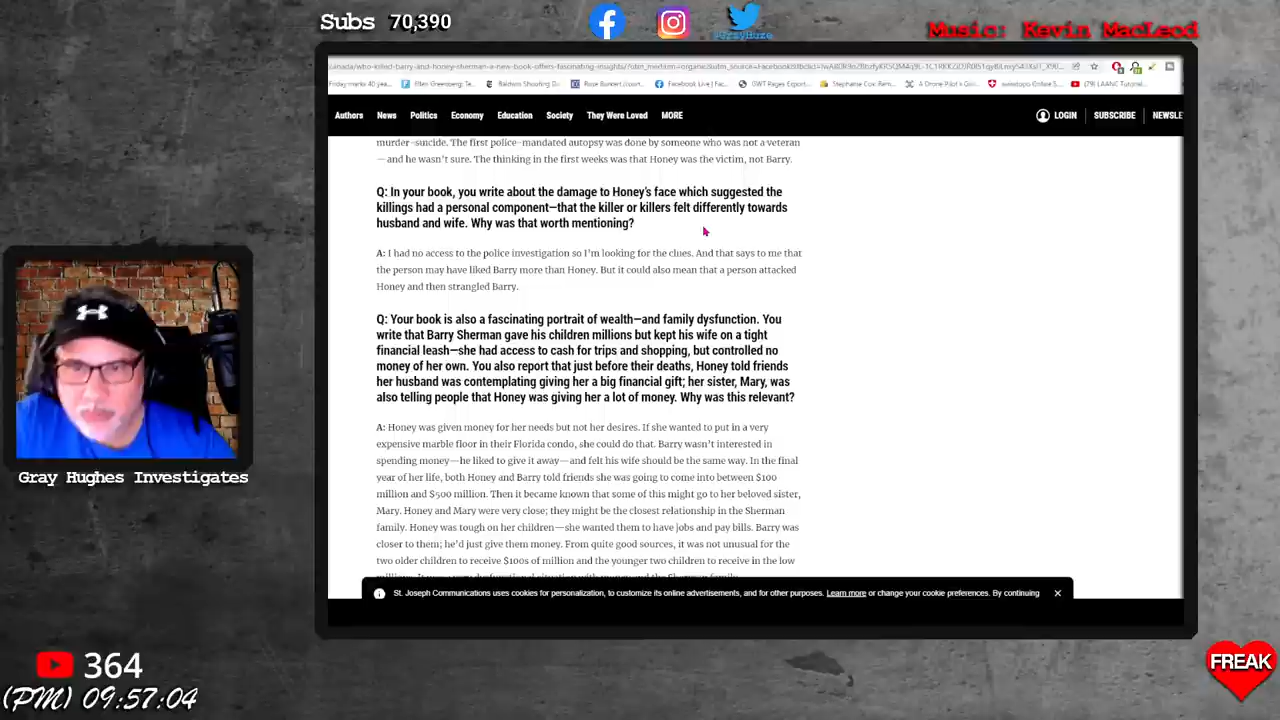 Subs 70,390
@GrayHuze
Music: Kevin MacLeod
Authors News Politics Economy Education Society They Were Loved MORE LOGIN SUBSCRIBE NEWSLE
murder-suicide. The first police-mandated autopsy was done by someone who was not a veteran
—and he wasn't sure. The thinking in the first weeks was that Honey was the victim, not Barry.
Q: In your book, you write about the damage to Honey's face which suggested the
killings had a personal component—that the killer or killers felt differently towards
husband and wife. Why was that worth mentioning?
A: I had no access to the police investigation so I'm looking for the clues. And that says to me that
the person may have liked Barry more than Honey. But it could also mean that a person attacked
Honey and then strangled Barry.
Q: Your book is also a fascinating portrait of wealth—and family dysfunction. You
write that Barry Sherman gave his children millions but kept his wife on a tight
financial leash—she had access to cash for trips and shopping, but controlled no
money of her own. You also report that just before their deaths, Honey told friends
her husband was contemplating giving her a big financial gift; her sister, Mary, was
also telling people that Honey was giving her a lot of money. Why was this relevant?
A: Honey was given money for her needs but not her desires. If she wanted to put in a very
expensive marble floor in their Florida condo, she could do that. Barry wasn't interested in
spending money—he liked to give it away—and felt his wife should be the same way. In the final
year of her life, both Honey and Barry told friends she was going to come into between $100
million and $500 million. Then it became known that some of this might go to her beloved sister,
Mary. Honey and Mary were very close; they might be the closest relationship in the Sherman
family. Honey was tough on her children—she wanted them to have jobs and pay bills. Barry was
closer to them; he'd just give them money. From quite good sources, it was not unusual for the
two older children to receive $100s of million and the younger two children to receive in the low
St. Joseph Communications uses cookies for personalization, to customize its online advertisements, and for other purposes. Learn more or change your cookie preferences. By continuing
Gray Hughes Investigates
364
(PM) 09:57:04
FREAK